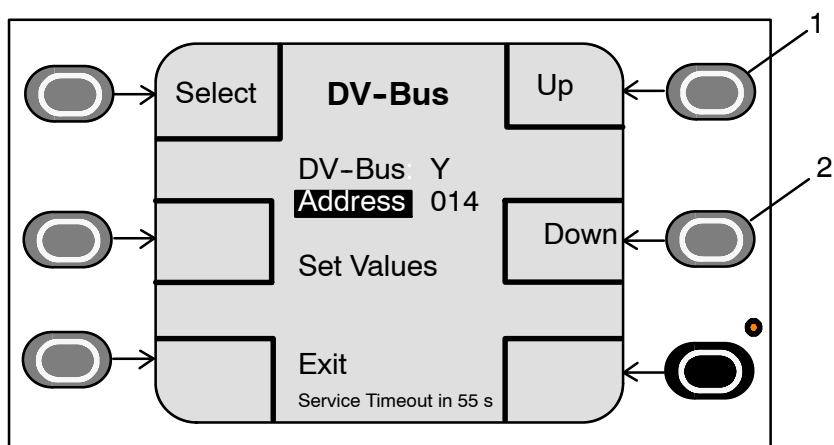 1
Select
DV-Bus
Up
DV-Bus: Y
2
Address 014
Down
Set Values
Exit
Service Timeout in 55 s